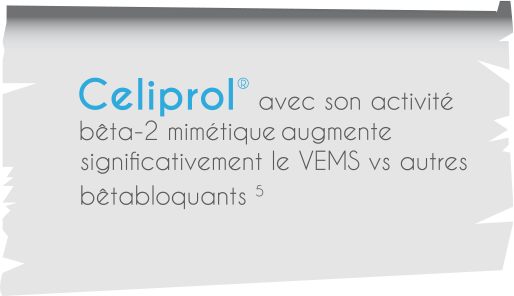 Celiprol® avec son activité
bêta-2 mimétique augmente
significativement le VEMS vs autres
bêtabloquants ⁵